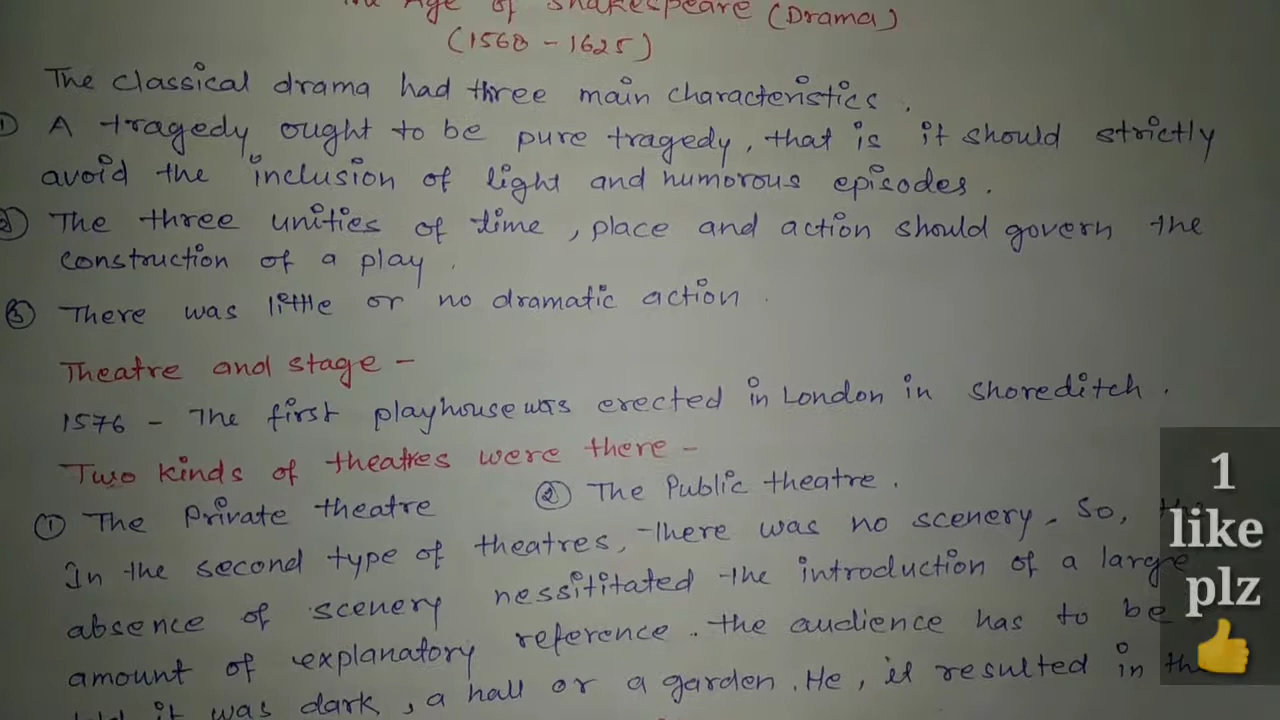 The Age of Shakespeare (Drama)
(1560 - 1625)
The classical drama had three main characteristics.
① A tragedy ought to be pure tragedy, that is it should strictly
avoid the inclusion of light and humorous episodes.
② The three unities of time, place and action should govern the
construction of a play.
③ There was little or no dramatic action.
Theatre and stage -
1576 - The first playhouse was erected in London in Shoreditch.
Two kinds of theatres were there -
① The Private theatre ② The Public theatre.
In the second type of theatres, there was no scenery. So,
absence of scenery nessititated the introduction of a large
amount of explanatory reference. The audience has to be
it was dark, a hall or a garden. He, it resulted in
1
like
plz
👍